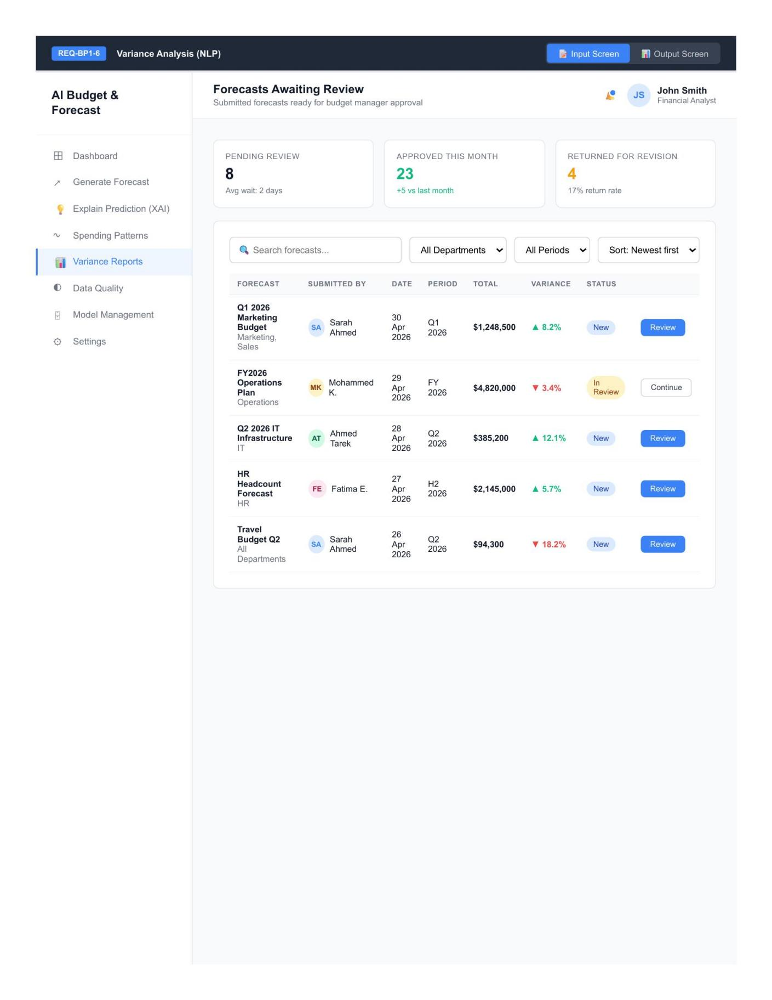 REQ-BP1-6 Variance Analysis (NLP) Input Screen Output Screen
AI Budget &
Forecast
Dashboard
Generate Forecast
Explain Prediction (XAI)
Spending Patterns
Variance Reports
Data Quality
Model Management
Settings
Forecasts Awaiting Review
Submitted forecasts ready for budget manager approval
JS
John Smith
Financial Analyst
PENDING REVIEW
8
Avg wait: 2 days
APPROVED THIS MONTH
23
+5 vs last month
RETURNED FOR REVISION
4
17% return rate
Search forecasts... All Departments All Periods Sort: Newest first
FORECAST SUBMITTED BY DATE PERIOD TOTAL VARIANCE STATUS
Q1 2026
Marketing
Budget
Marketing,
Sales
SA
Sarah
Ahmed
30
Apr
2026
Q1
2026
$1,248,500
▲ 8.2%
New
Review
FY2026
Operations
Plan
Operations
MK
Mohammed
K.
29
Apr
2026
FY
2026
$4,820,000
▼ 3.4%
In
Review
Continue
Q2 2026 IT
Infrastructure
IT
AT
Ahmed
Tarek
28
Apr
2026
Q2
2026
$385,200
▲ 12.1%
New
Review
HR
Headcount
Forecast
HR
FE
Fatima E.
27
Apr
2026
H2
2026
$2,145,000
▲ 5.7%
New
Review
Travel
Budget Q2
All
Departments
SA
Sarah
Ahmed
26
Apr
2026
Q2
2026
$94,300
▼ 18.2%
New
Review